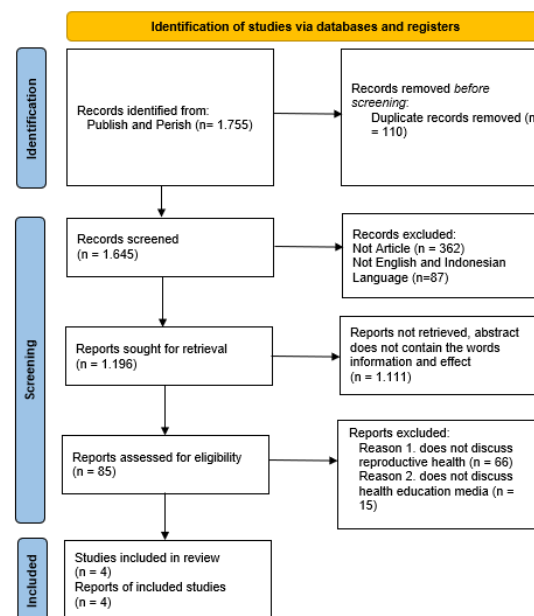 Identification of studies via databases and registers
Identification
Records identified from:
Publish and Perish (n= 1.755)
Records removed before
screening:
Duplicate records removed (n
= 110)
Screening
Records screened
(n = 1.645)
Records excluded:
Not Article (n = 362)
Not English and Indonesian
Language (n=87)
Reports sought for retrieval
(n = 1.196)
Reports not retrieved, abstract
does not contain the words
information and effect
(n = 1.111)
Reports assessed for eligibility
(n = 85)
Reports excluded:
Reason 1. does not discuss
reproductive health (n = 66)
Reason 2. does not discuss
health education media (n =
15)
Included
Studies included in review
(n = 4)
Reports of included studies
(n = 4)